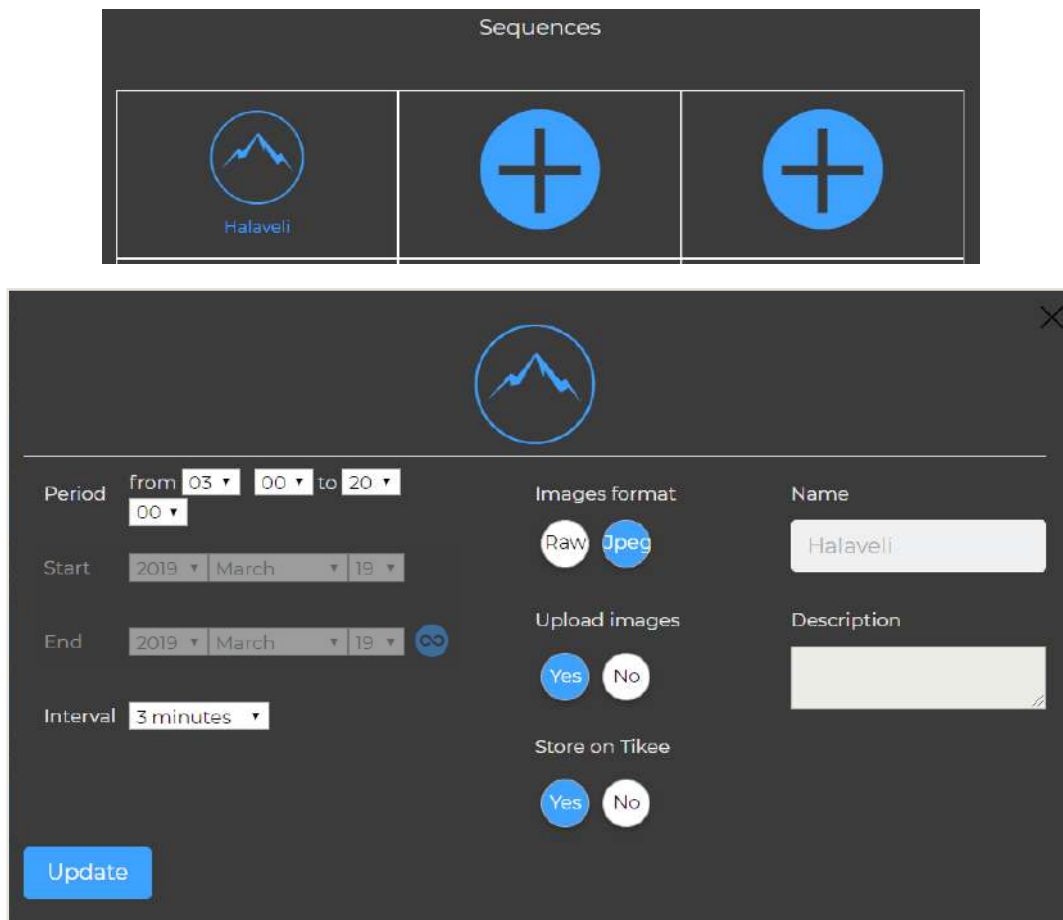 Sequences
Halaveli
Period from 03 00 to 20
00
Start 2019 March 19
End 2019 March 19
Interval 3 minutes
Images format
Raw Jpeg
Upload images
Yes No
Store on Tikee
Yes No
Name
Halaveli
Description
Update